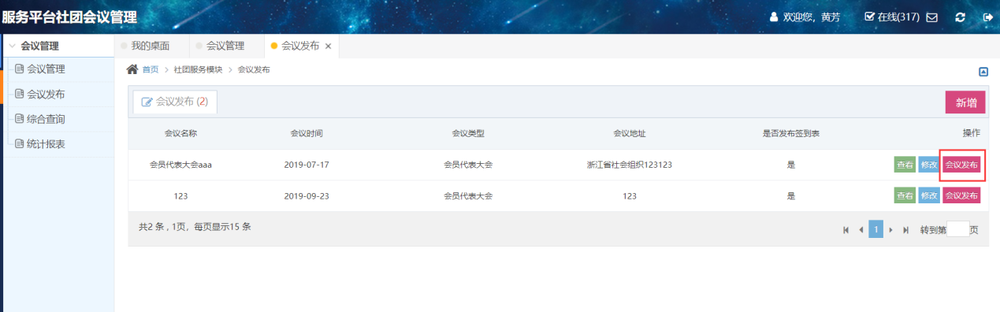 服务平台社团会议管理 欢迎您，黄芳 在线(317)
会议管理 我的桌面 会议管理 会议发布 ×
会议管理 首页 > 社团服务模块 > 会议发布
会议发布 会议发布 (2) 新增
综合查询 会议名称 会议时间 会议类型 会议地址 是否发布签到表 操作
统计报表
会员代表大会aaa 2019-07-17 会员代表大会 浙江省社会组织123123 是 查看 修改 会议发布
123 2019-09-23 会员代表大会 123 是 查看 修改 会议发布
共2 条 , 1页，每页显示15 条 1 转到第 页